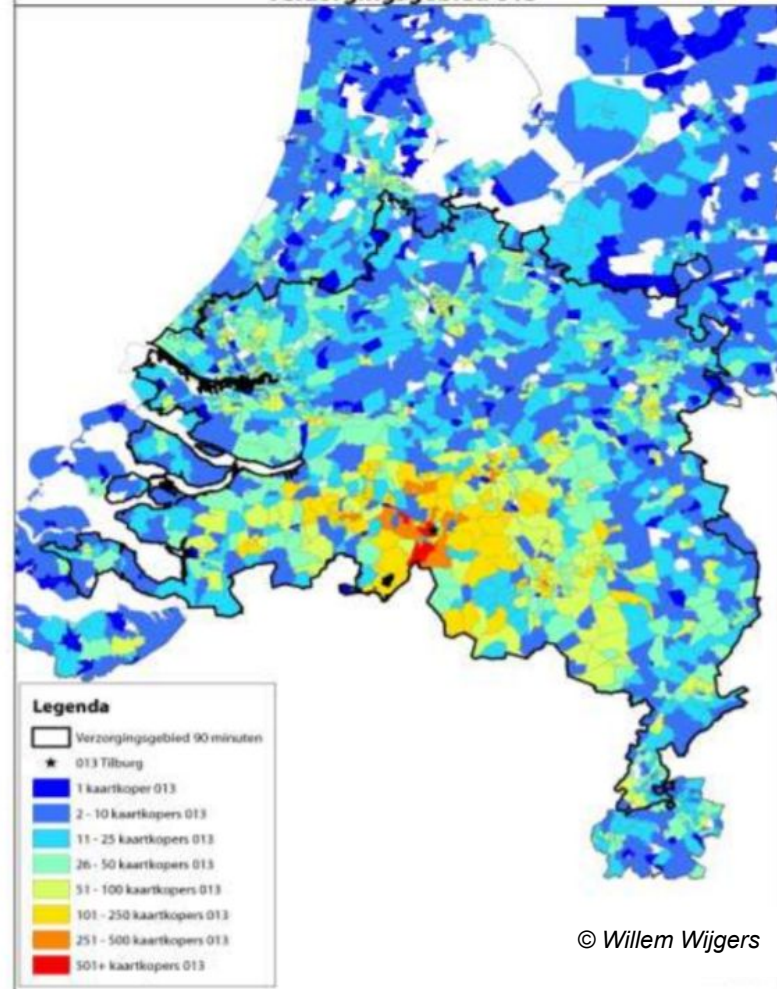 Legenda
Verzorgingsgebied 90 minuten
013 Tilburg
1 kaartkoper 013
2 - 10 kaartkopers 013
11 - 25 kaartkopers 013
26 - 50 kaartkopers 013
51 - 100 kaartkopers 013
101 - 250 kaartkopers 013
251 - 500 kaartkopers 013
501+ kaartkopers 013
© Willem Wijgers